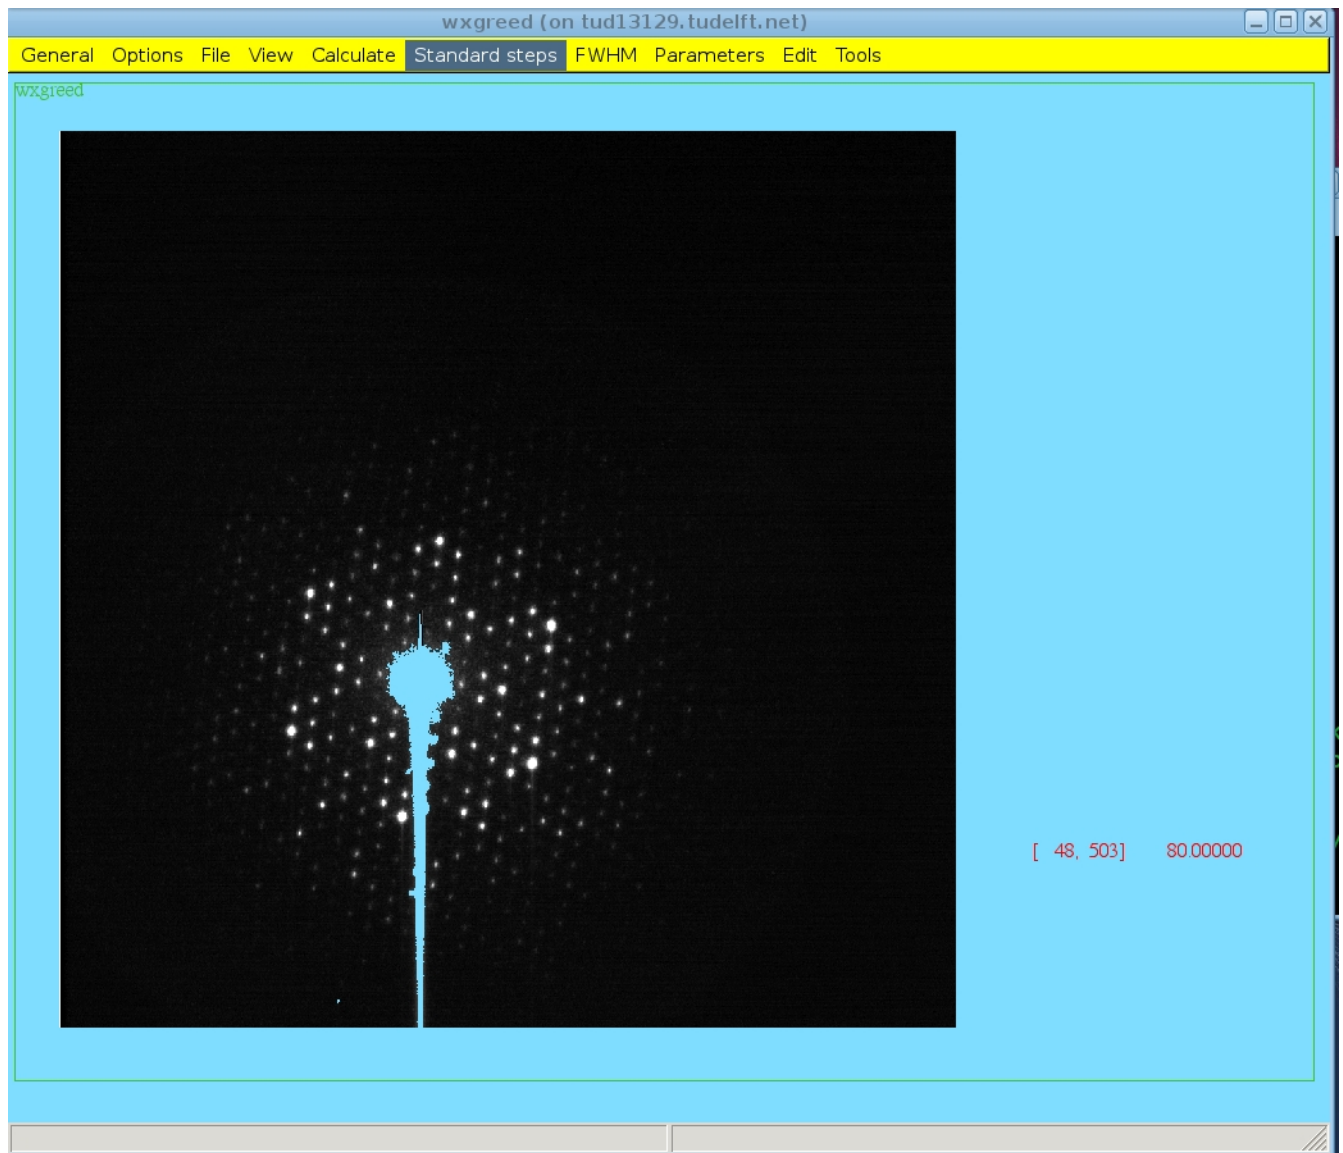 wxgreed (on tud13129.tudelft.net)
General Options File View Calculate Standard steps FWHM Parameters Edit Tools
wxgreed
[ 48, 503] 80.00000